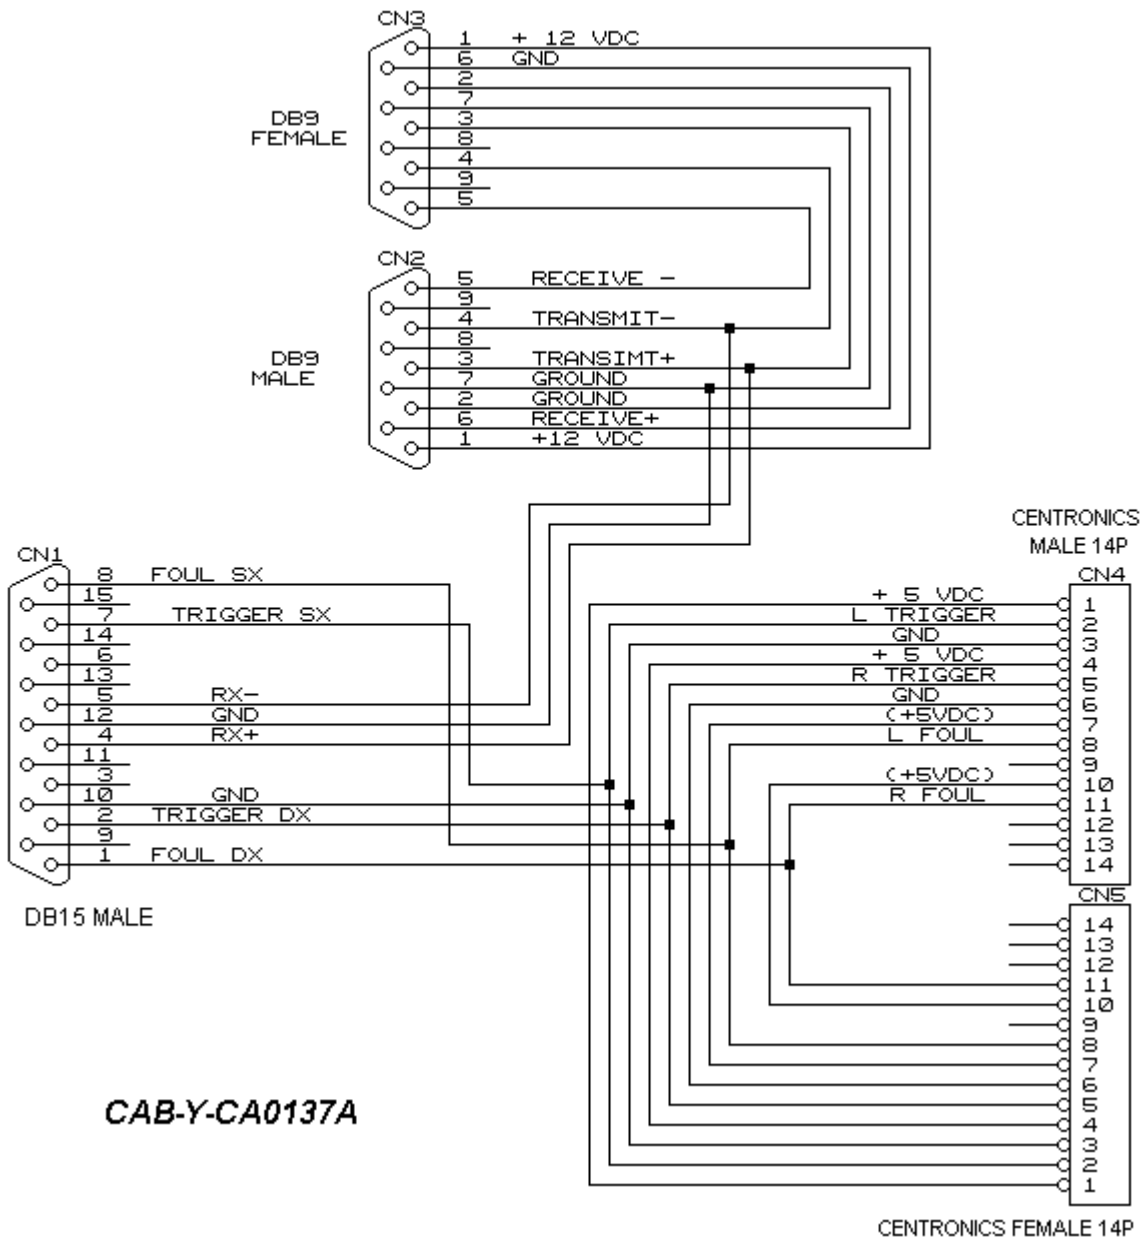 CN3
1 + 12 VDC
6 GND
2
7
3
8
4
9
5
DB9
FEMALE
CN2
5 RECEIVE -
9
4 TRANSMIT-
8
3 TRANSIMT+
7 GROUND
2 GROUND
6 RECEIVE+
1 +12 VDC
DB9
MALE
CN1
8 FOUL SX
15
7 TRIGGER SX
14
6
13
5 RX-
12 GND
4 RX+
11
3
10 GND
2 TRIGGER DX
9
1 FOUL DX
DB15 MALE
CENTRONICS
MALE 14P
CN4
+ 5 VDC 1
L TRIGGER 2
GND 3
+ 5 VDC 4
R TRIGGER 5
GND 6
(+5VDC) 7
L FOUL 8
9
(+5VDC) 10
R FOUL 11
12
13
14
CN5
14
13
12
11
10
9
8
7
6
5
4
3
2
1
CAB-Y-CA0137A
CENTRONICS FEMALE 14P